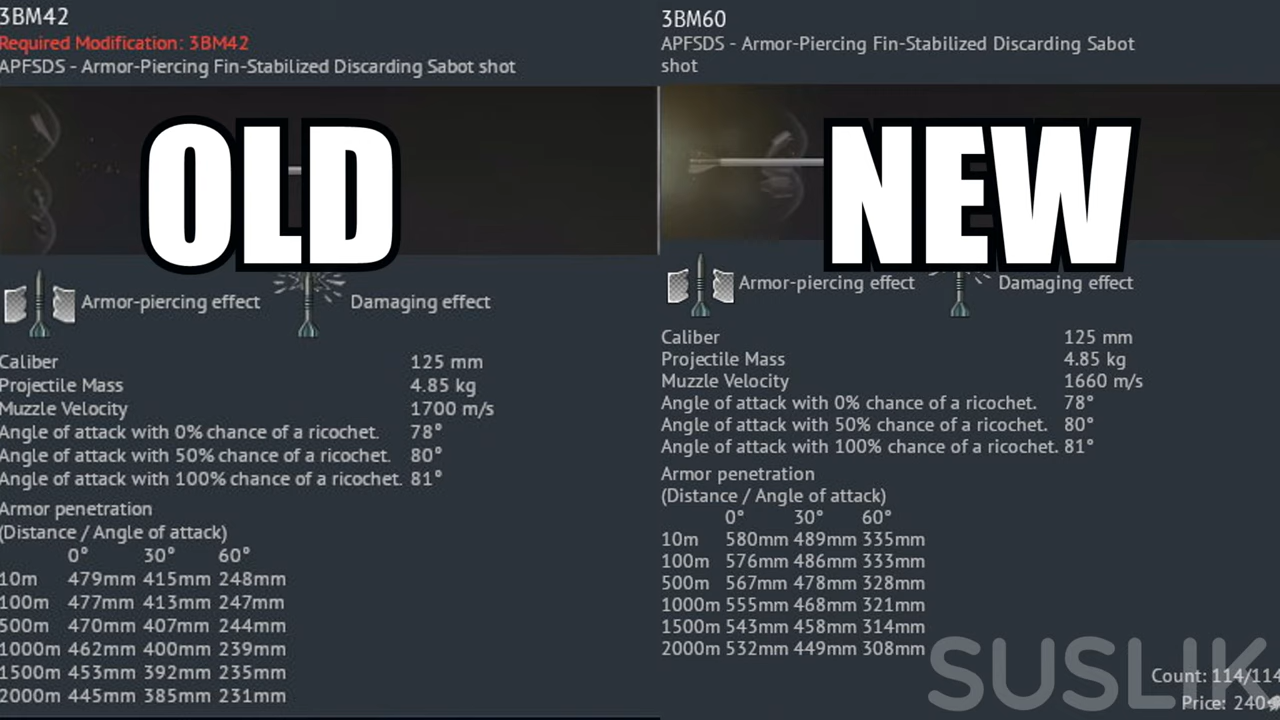 3BM42
Required Modification: 3BM42
APFSDS - Armor-Piercing Fin-Stabilized Discarding Sabot shot
OLD
Armor-piercing effect Damaging effect
Caliber 125 mm
Projectile Mass 4.85 kg
Muzzle Velocity 1700 m/s
Angle of attack with 0% chance of a ricochet. 78°
Angle of attack with 50% chance of a ricochet. 80°
Angle of attack with 100% chance of a ricochet. 81°
Armor penetration
(Distance / Angle of attack)
0° 30° 60°
10m 479mm 415mm 248mm
100m 477mm 413mm 247mm
500m 470mm 407mm 244mm
1000m 462mm 400mm 239mm
1500m 453mm 392mm 235mm
2000m 445mm 385mm 231mm
3BM60
APFSDS - Armor-Piercing Fin-Stabilized Discarding Sabot
shot
NEW
Armor-piercing effect Damaging effect
Caliber 125 mm
Projectile Mass 4.85 kg
Muzzle Velocity 1660 m/s
Angle of attack with 0% chance of a ricochet. 78°
Angle of attack with 50% chance of a ricochet. 80°
Angle of attack with 100% chance of a ricochet. 81°
Armor penetration
(Distance / Angle of attack)
0° 30° 60°
10m 580mm 489mm 335mm
100m 576mm 486mm 333mm
500m 567mm 478mm 328mm
1000m 555mm 468mm 321mm
1500m 543mm 458mm 314mm
2000m 532mm 449mm 308mm
SUSLIK
Count: 114/114
Price: 240